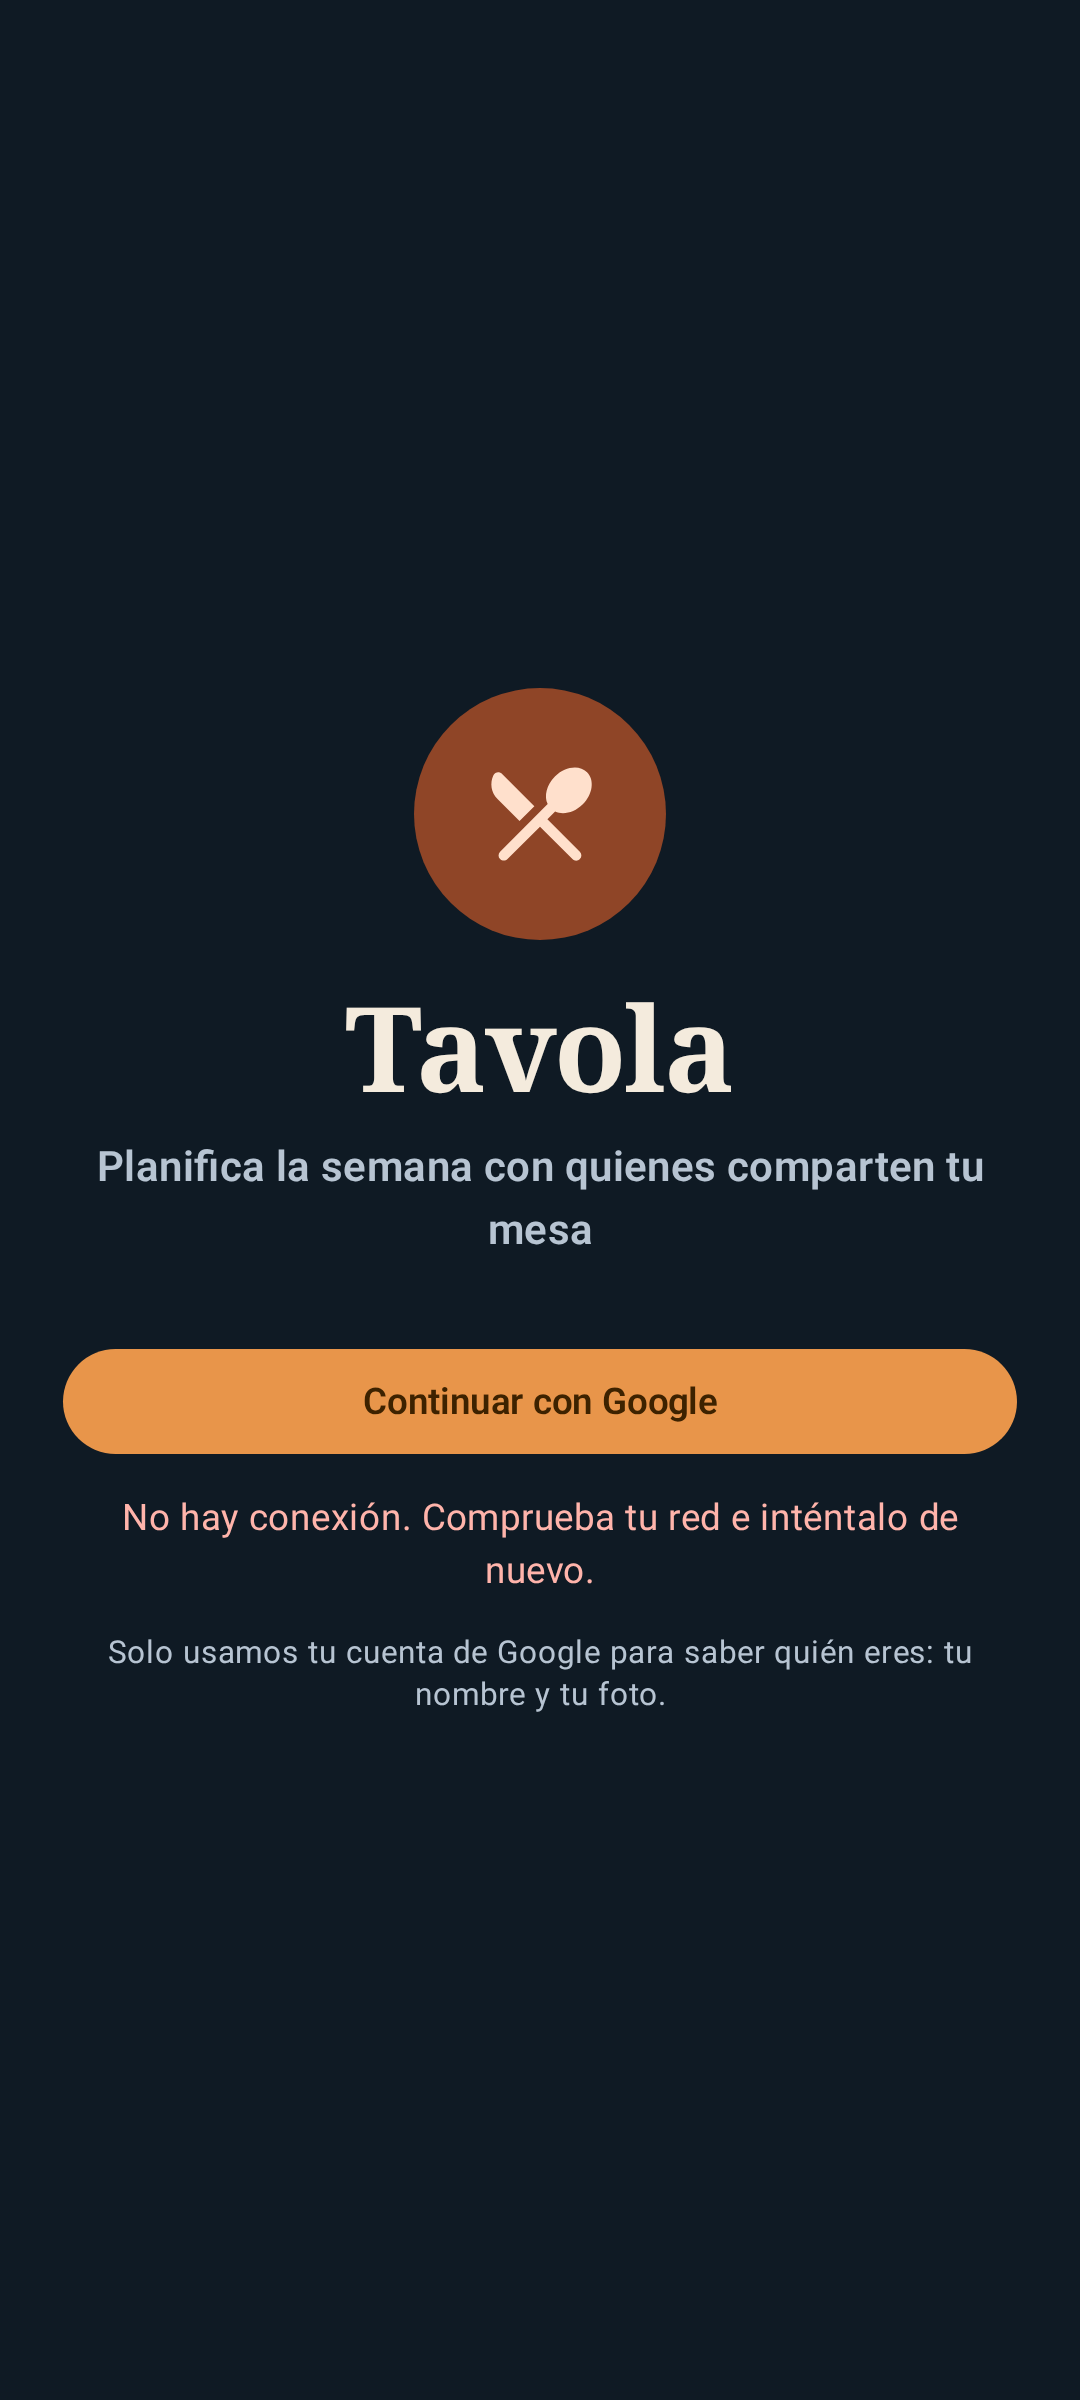 Tavola
Planifica la semana con quienes comparten tu
mesa
Continuar con Google
No hay conexión. Comprueba tu red e inténtalo de
nuevo.
Solo usamos tu cuenta de Google para saber quién eres: tu
nombre y tu foto.